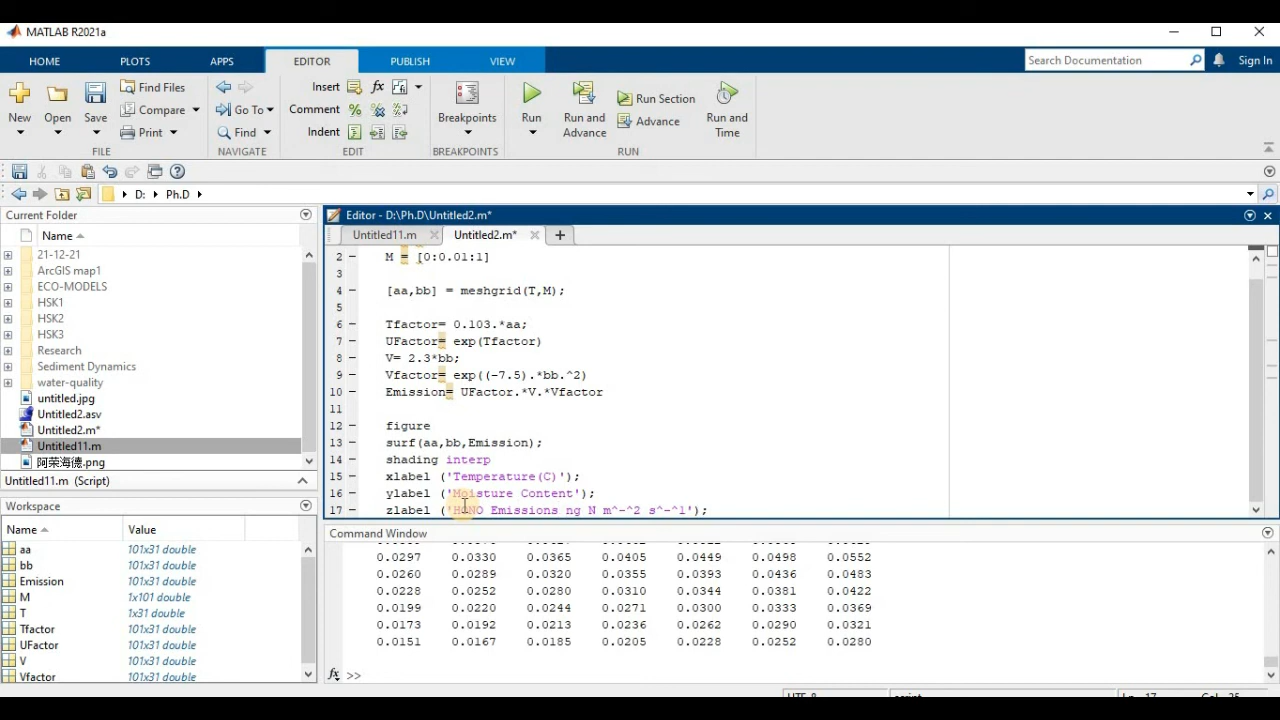 MATLAB R2021a
HOME PLOTS APPS EDITOR PUBLISH VIEW Search Documentation Sign In
New Open Save Find Files Compare Print Go To Find Insert fx Comment Indent Breakpoints Run Run and Advance Run Section Advance Run and Time
FILE NAVIGATE EDIT BREAKPOINTS RUN
D: Ph.D
Current Folder
Name
21-12-21
ArcGIS map1
ECO-MODELS
HSK1
HSK2
HSK3
Research
Sediment Dynamics
water-quality
untitled.jpg
Untitled2.asv
Untitled2.m*
Untitled11.m
阿荣海德.png
Untitled11.m (Script)
Workspace
Name Value
aa 101x31 double
bb 101x31 double
Emission 101x31 double
M 1x101 double
T 1x31 double
Tfactor 101x31 double
UFactor 101x31 double
V 101x31 double
Vfactor 101x31 double
Editor - D:\Ph.D\Untitled2.m*
Untitled11.m Untitled2.m*
2 M = [0:0.01:1]
3
4 [aa,bb] = meshgrid(T,M);
5
6 Tfactor= 0.103.*aa;
7 UFactor= exp(Tfactor)
8 V= 2.3*bb;
9 Vfactor= exp((-7.5).*bb.^2)
10 Emission= UFactor.*V.*Vfactor
11
12 figure
13 surf(aa,bb,Emission);
14 shading interp
15 xlabel ('Temperature(C)');
16 ylabel ('Moisture Content');
17 zlabel ('HONO Emissions ng N m^-^2 s^-^1');
Command Window
0.0297 0.0330 0.0365 0.0405 0.0449 0.0498 0.0552
0.0260 0.0289 0.0320 0.0355 0.0393 0.0436 0.0483
0.0228 0.0252 0.0280 0.0310 0.0344 0.0381 0.0422
0.0199 0.0220 0.0244 0.0271 0.0300 0.0333 0.0369
0.0173 0.0192 0.0213 0.0236 0.0262 0.0290 0.0321
0.0151 0.0167 0.0185 0.0205 0.0228 0.0252 0.0280
fx >>